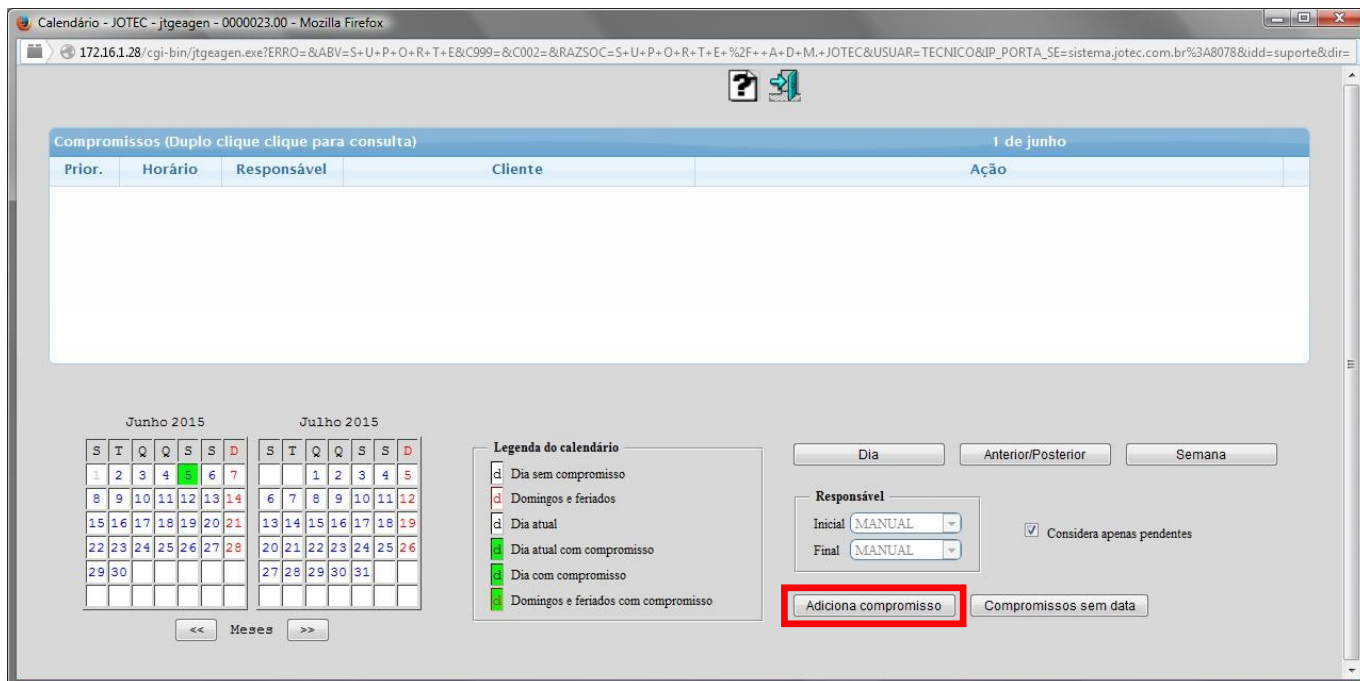 Calendário - JOTEC - jtgeagen - 0000023.00 - Mozilla Firefox
172.16.1.28/cgi-bin/jtgeagen.exe?ERRO=&ABV=S+U+P+O+R+T+E&C999=&C002=&RAZSOC=S+U+P+O+R+T+E+%2F++A+D+M.+JOTEC&USUAR=TECNICO&IP_PORTA_SE=sistema.jotec.com.br%3A8078&idd=suporte&dir=
Compromissos (Duplo clique clique para consulta) 1 de junho
Prior. Horário Responsável Cliente Ação
Junho 2015 Julho 2015
S T Q Q S S D S T Q Q S S D
1 2 3 4 5 6 7 1 2 3 4 5
8 9 10 11 12 13 14 6 7 8 9 10 11 12
15 16 17 18 19 20 21 13 14 15 16 17 18 19
22 23 24 25 26 27 28 20 21 22 23 24 25 26
29 30 27 28 29 30 31
<< Meses >>
Legenda do calendário
d Dia sem compromisso
d Domingos e feriados
d Dia atual
d Dia atual com compromisso
d Dia com compromisso
d Domingos e feriados com compromisso
Dia Anterior/Posterior Semana
Responsável
Inicial MANUAL
Final MANUAL
Considera apenas pendentes
Adiciona compromisso Compromissos sem data